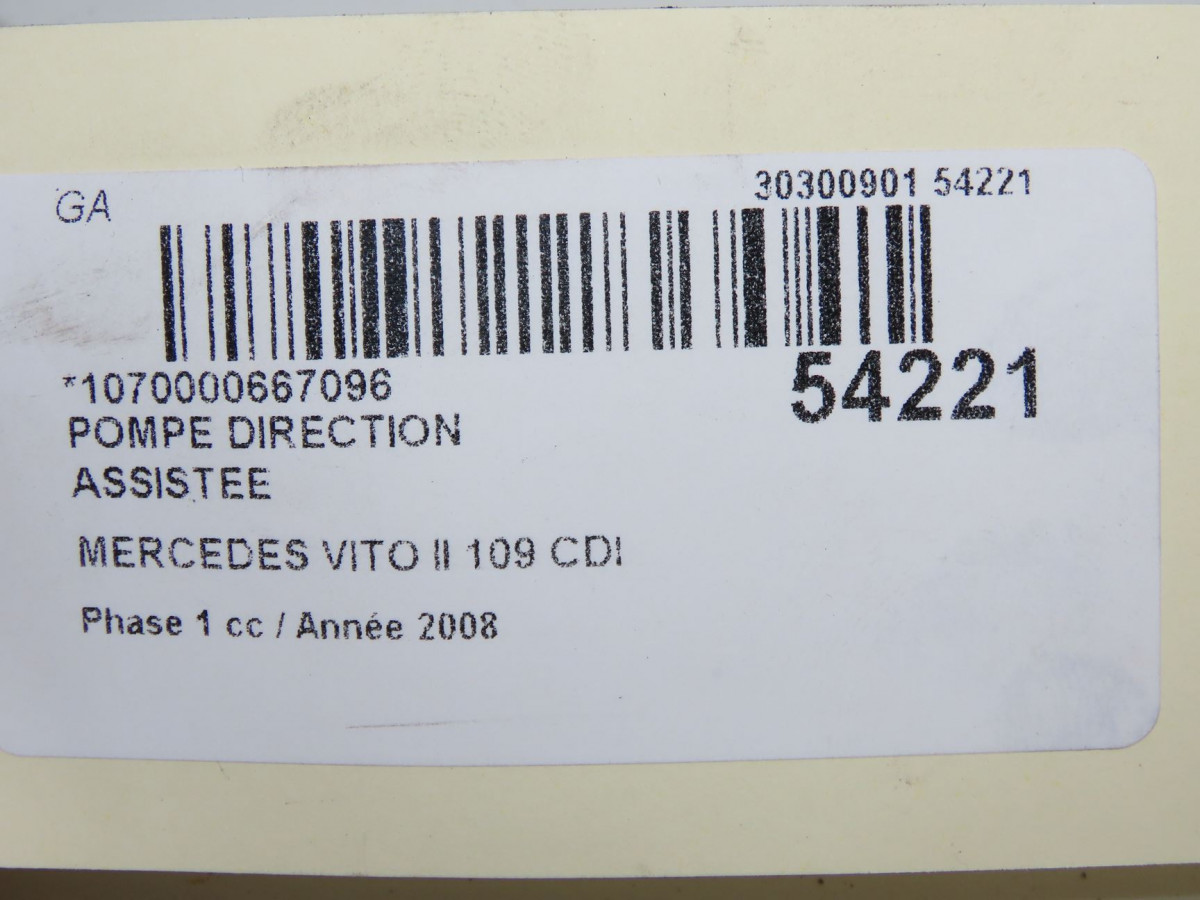 GA
30300901 54221
54221
*1070000667096
POMPE DIRECTION
ASSISTEE
MERCEDES VITO II 109 CDI
Phase 1 cc / Année 2008